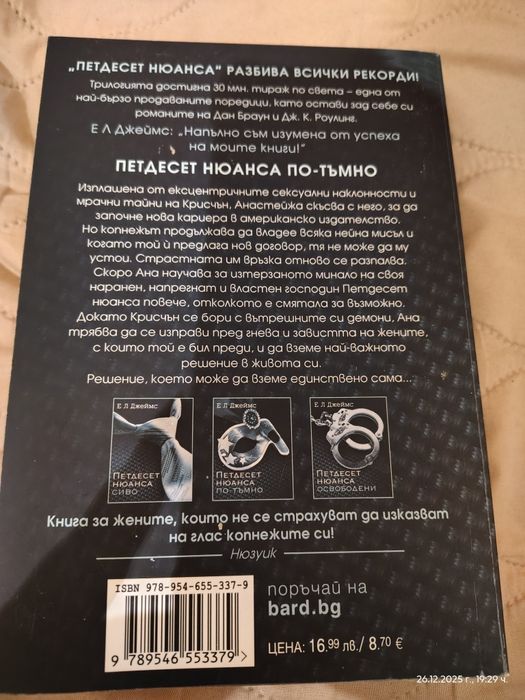 „ПЕТДЕСЕТ НЮАНСА” РАЗБИВА ВСИЧКИ РЕКОРДИ!
Трилогията достигна 30 млн. тираж по света – една от
най-бързо продаваните поредици, като остави зад себе си
романите на Дан Браун и Дж. К. Роулинг.
Е Л Джеймс: „Напълно съм изумена от успеха
на моите книги!“
ПЕТДЕСЕТ НЮАНСА ПО-ТЪМНО
Изплашена от ексцентричните сексуални наклонности и
мрачни тайни на Крисчън, Анастейжа скъсва с него, за да
започне нова кариера в американско издателство.
Но копнежът продължава да владее всяка нейна мисъл и
когато той ѝ предлага нов договор, тя не може да му
устои. Страстната им връзка отново се разпалва.
Скоро Ана научава за изтерзаното минало на своя
наранен, напрегнат и властен господин Петдесет
нюанса повече, отколкото е смятала за възможно.
Докато Крисчън се бори с вътрешните си демони, Ана
трябва да се изправи пред гнева и завистта на жените,
с които той е бил преди, и да вземе най-важното
решение в живота си.
Решение, което може да вземе единствено сама...
Е Л Джеймс
Петдесет
нюанса
сиво
Е Л Джеймс
Петдесет
нюанса
по-тъмно
Е Л Джеймс
Петдесет
нюанса
освободени
Книга за жените, които не се страхуват да изказват
на глас копнежите си!
Нюзуик
ISBN 978-954-655-337-9
9 789546 553379
поръчай на
bard.bg
ЦЕНА: 16.99 лв./ 8.70 €
26.12.2025 г., 19:29 ч.